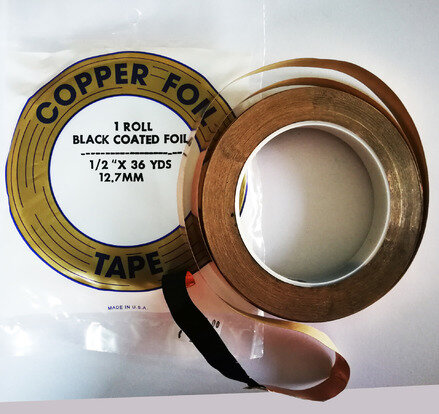 COPPER FOIL
1 ROLL
BLACK COATED FOIL
1/2 "X 36 YDS
12,7MM
TAPE
MADE IN U.S.A.